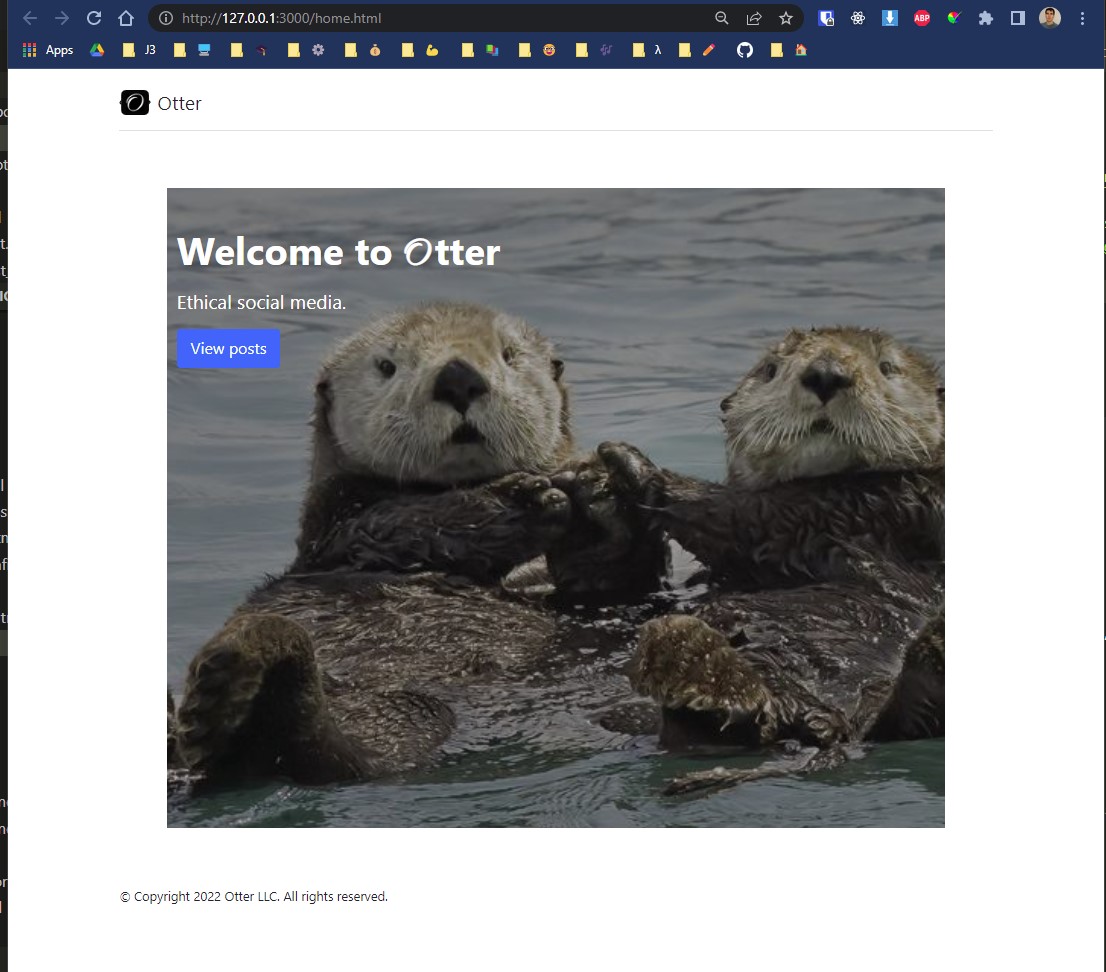 http://127.0.0.1:3000/home.html
ABP
Apps
J3
λ
Otter
Welcome to Otter
Ethical social media.
View posts
© Copyright 2022 Otter LLC. All rights reserved.